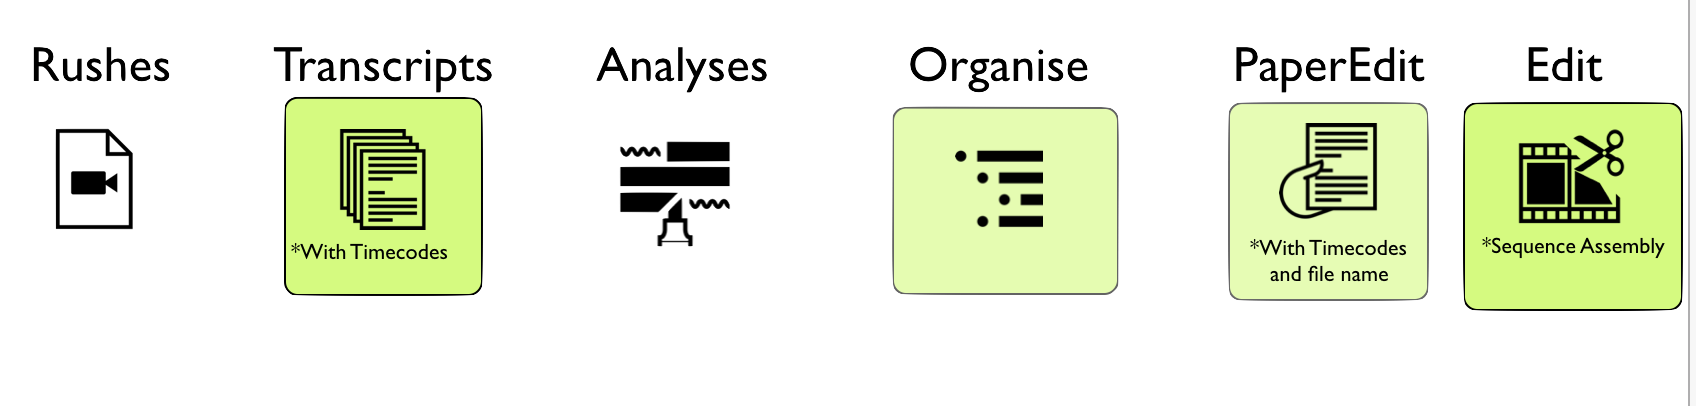 Rushes
Transcripts
*With Timecodes
Analyses
Organise
PaperEdit
*With Timecodes
and file name
Edit
*Sequence Assembly